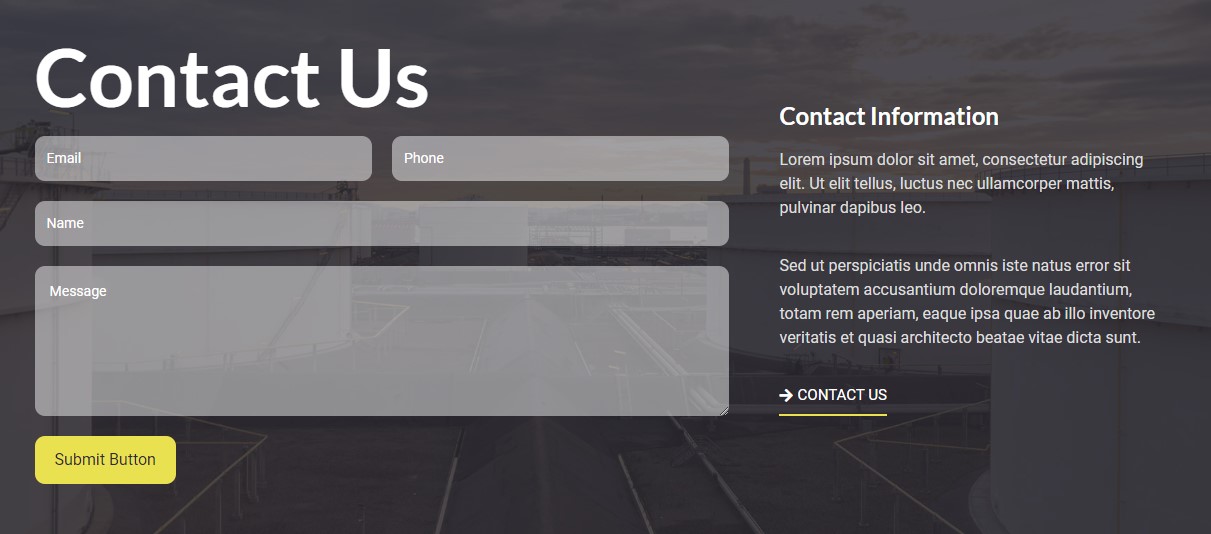 Contact Us
Email
Phone
Name
Message
Submit Button
Contact Information
Lorem ipsum dolor sit amet, consectetur adipiscing
elit. Ut elit tellus, luctus nec ullamcorper mattis,
pulvinar dapibus leo.
Sed ut perspiciatis unde omnis iste natus error sit
voluptatem accusantium doloremque laudantium,
totam rem aperiam, eaque ipsa quae ab illo inventore
veritatis et quasi architecto beatae vitae dicta sunt.
CONTACT US